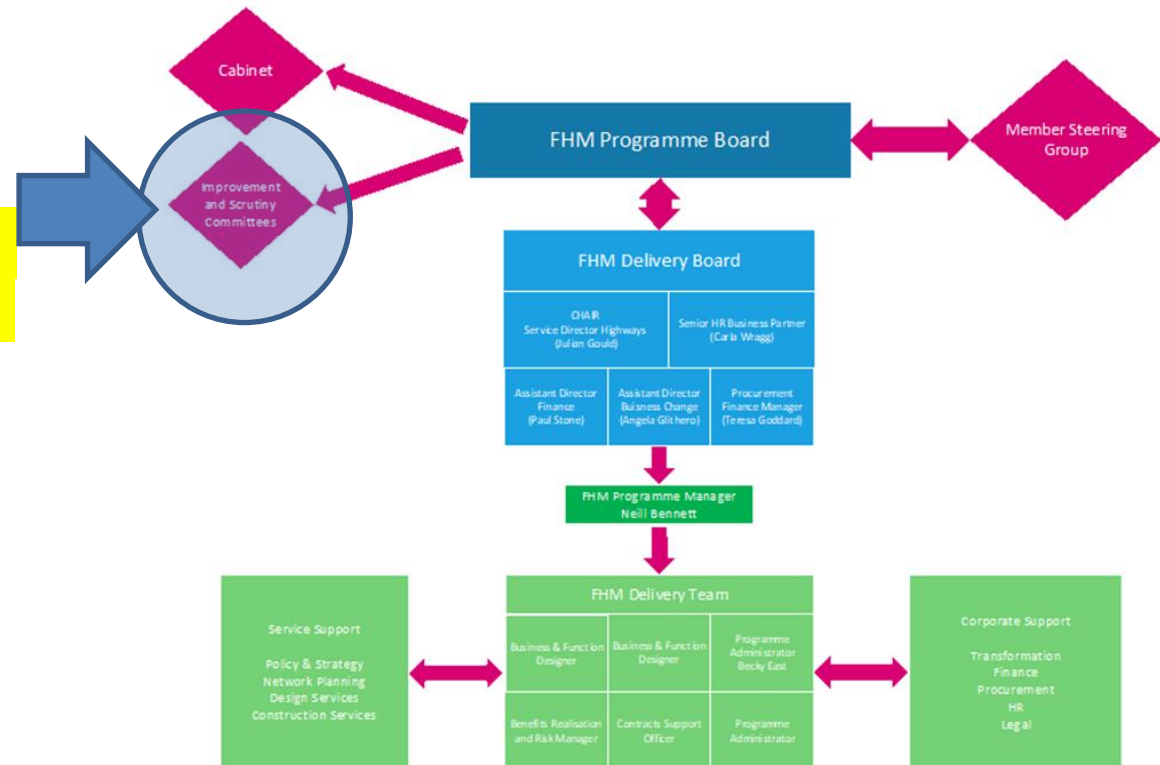 Cabinet
Improvement
and Scrutiny
Committees
FHM Programme Board
Member Steering
Group
FHM Delivery Board
CHAIR
Service Director Highways
(Julian Gould)
Senior HR Business Partner
(Carla Wragg)
Assistant Director
Finance
(Paul Stone)
Assistant Director
Buisness Change
(Angela Glithero)
Procurement
Finance Manager
(Teresa Goddard)
FHM Programme Manager
Neill Bennett
FHM Delivery Team
Business & Function
Designer
Business & Function
Designer
Programme
Administrator
Becky East
Benefits Realisation
and Risk Manager
Contracts Support
Officer
Programme
Administrator
Service Support
Policy & Strategy
Network Planning
Design Services
Construction Services
Corporate Support
Transformation
Finance
Procurement
HR
Legal